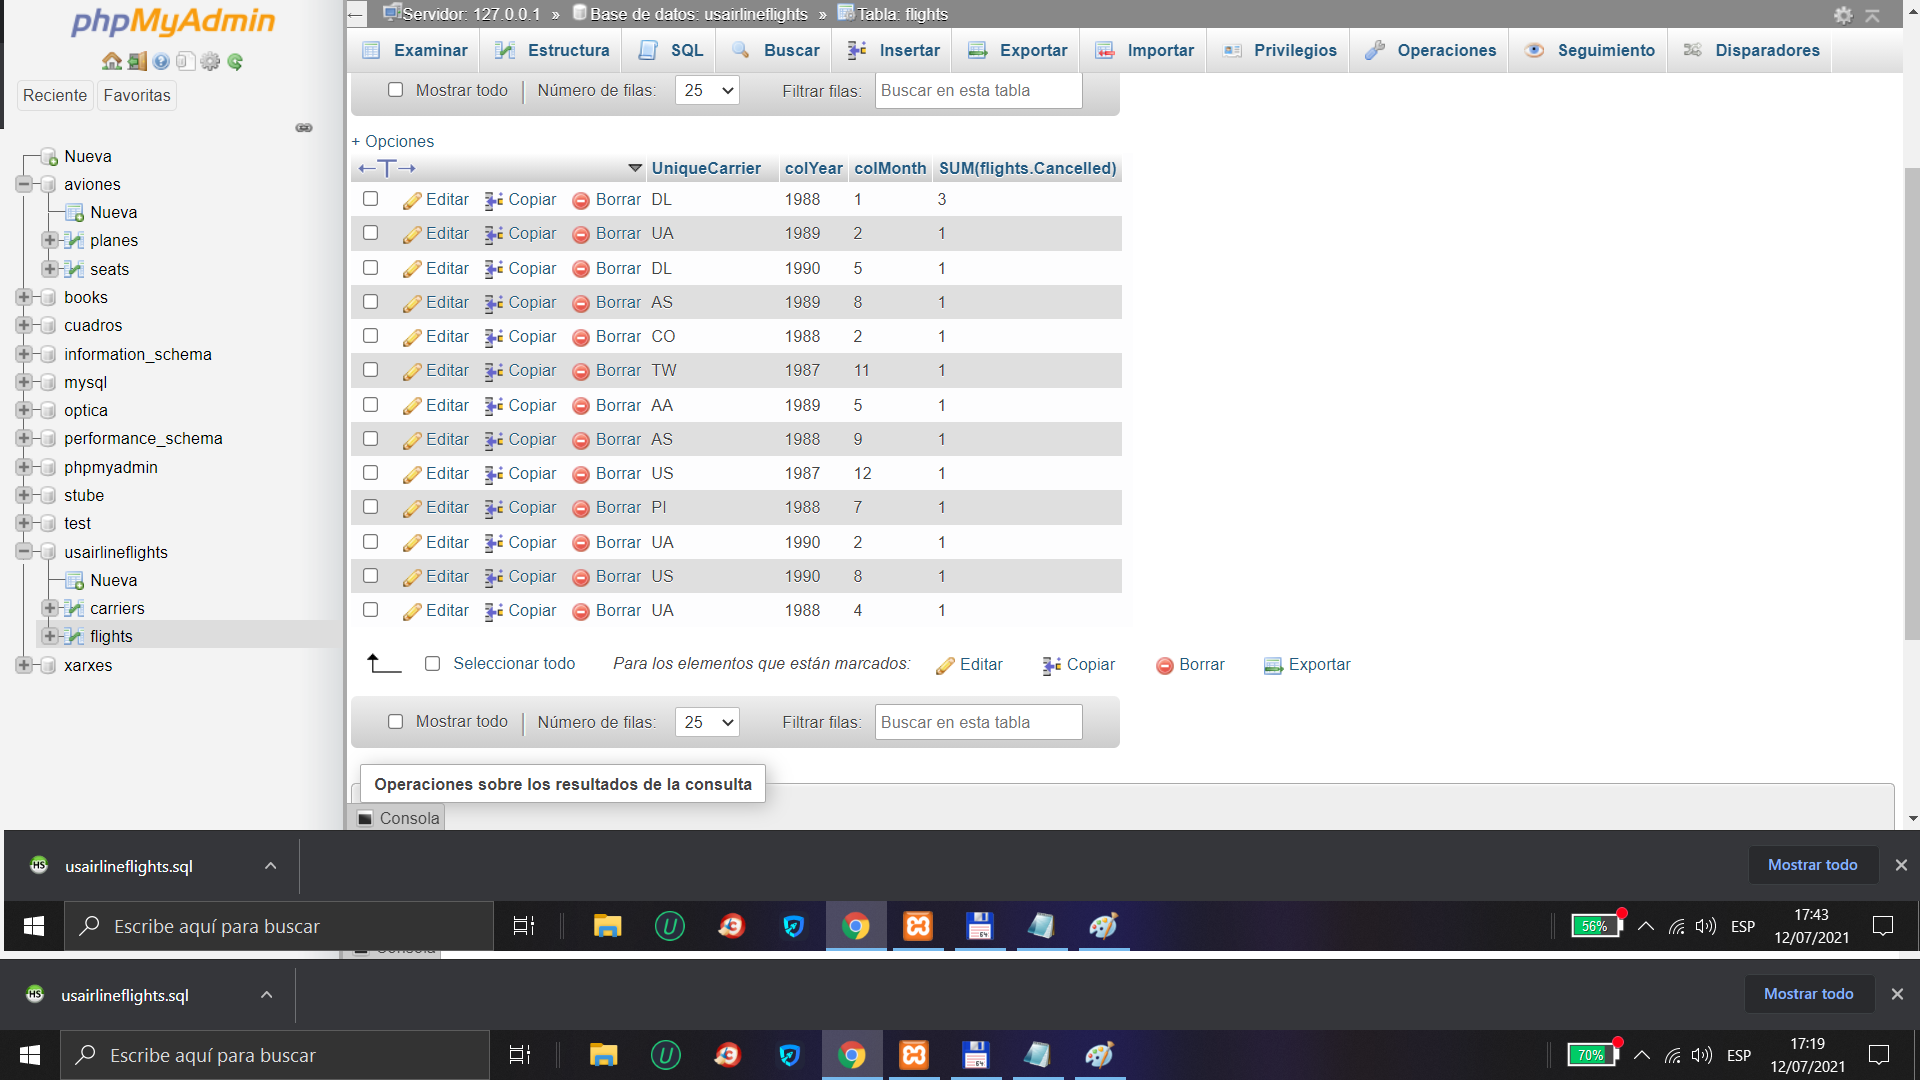 phpMyAdmin
Reciente Favoritas
Nueva
aviones
Nueva
planes
seats
books
cuadros
information_schema
mysql
optica
performance_schema
phpmyadmin
stube
test
usairlineflights
Nueva
carriers
flights
xarxes
← Servidor: 127.0.0.1 » Base de datos: usairlineflights » Tabla: flights
Examinar Estructura SQL Buscar Insertar Exportar Importar Privilegios Operaciones Seguimiento Disparadores
Mostrar todo | Número de filas: 25 Filtrar filas: Buscar en esta tabla
+ Opciones
←T→ UniqueCarrier colYear colMonth SUM(flights.Cancelled)
Editar Copiar Borrar DL 1988 1 3
Editar Copiar Borrar UA 1989 2 1
Editar Copiar Borrar DL 1990 5 1
Editar Copiar Borrar AS 1989 8 1
Editar Copiar Borrar CO 1988 2 1
Editar Copiar Borrar TW 1987 11 1
Editar Copiar Borrar AA 1989 5 1
Editar Copiar Borrar AS 1988 9 1
Editar Copiar Borrar US 1987 12 1
Editar Copiar Borrar PI 1988 7 1
Editar Copiar Borrar UA 1990 2 1
Editar Copiar Borrar US 1990 8 1
Editar Copiar Borrar UA 1988 4 1
Seleccionar todo Para los elementos que están marcados: Editar Copiar Borrar Exportar
Mostrar todo | Número de filas: 25 Filtrar filas: Buscar en esta tabla
Operaciones sobre los resultados de la consulta
Consola
HS usairlineflights.sql Mostrar todo
Escribe aquí para buscar 56% ESP 17:43
12/07/2021
HS usairlineflights.sql Mostrar todo
Escribe aquí para buscar 70% ESP 17:19
12/07/2021